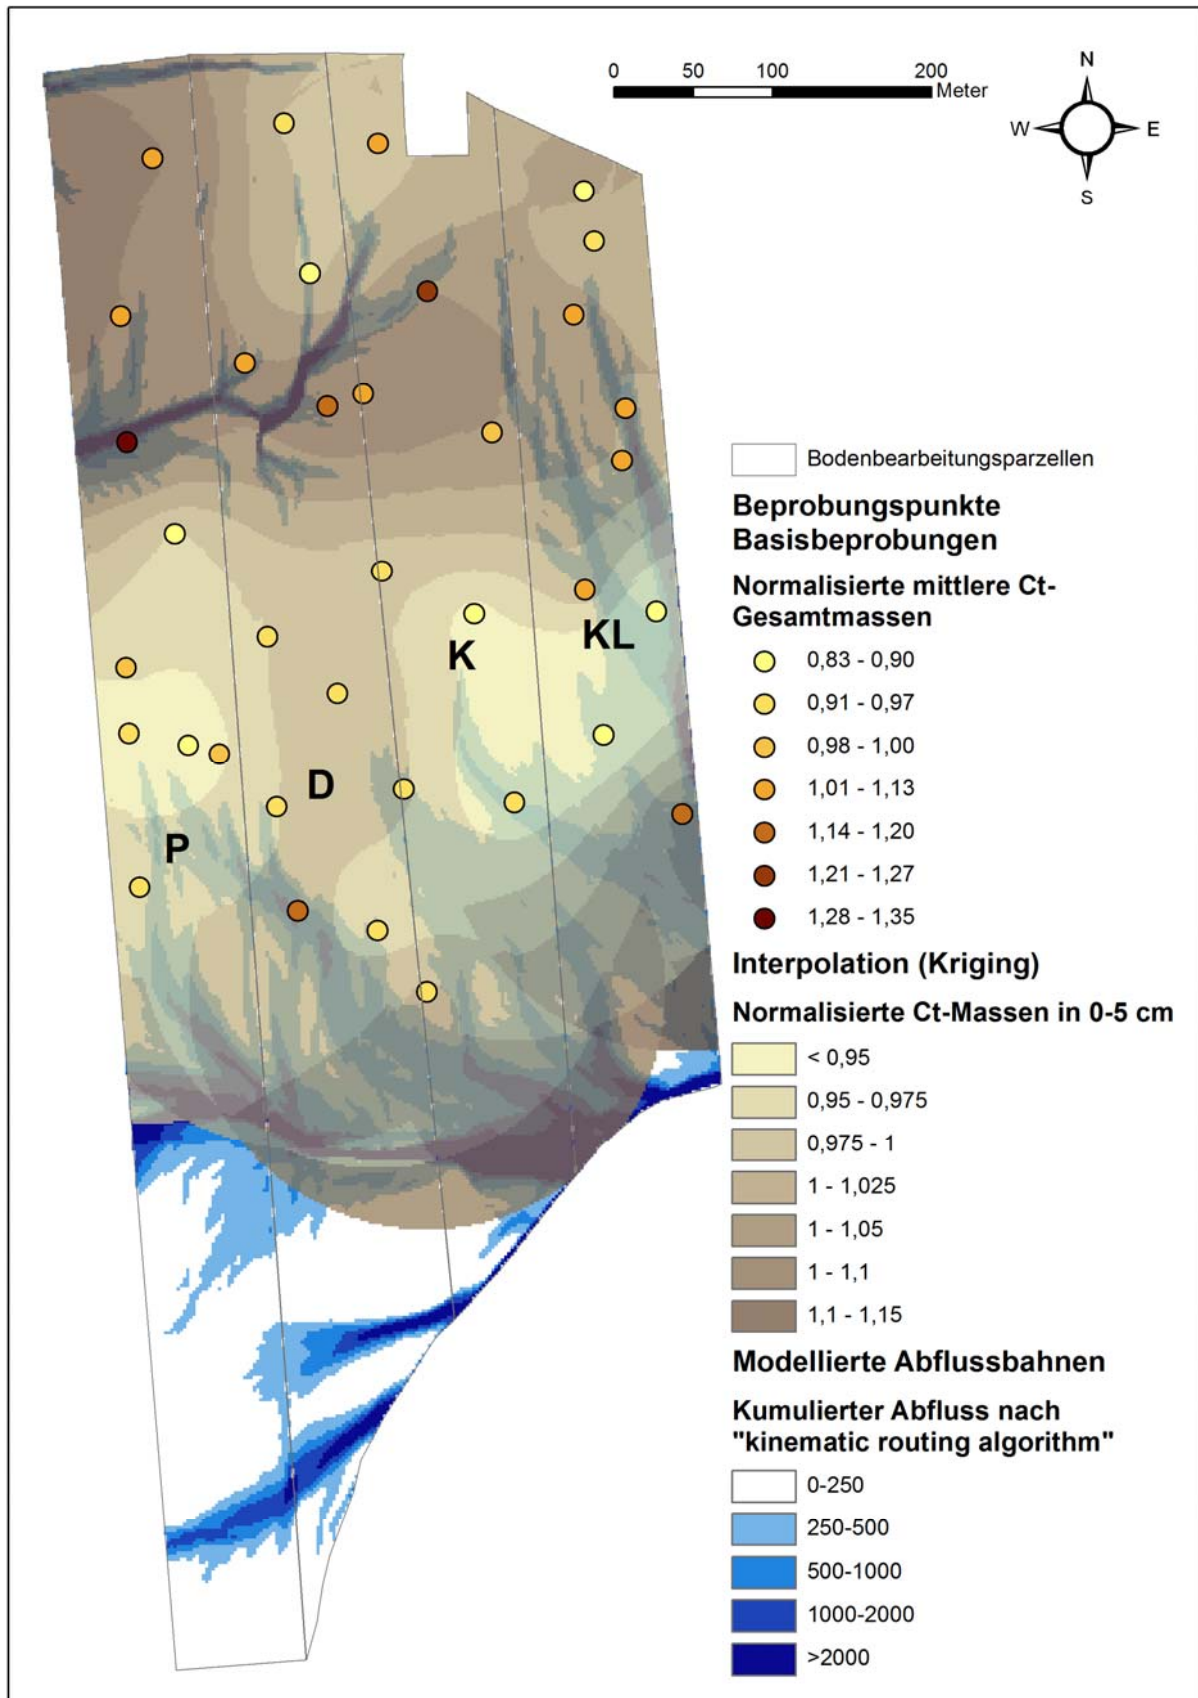 0 50 100 200
Meter
N
W E
S
K
KL
D
P
Bodenbearbeitungsparzellen
Beprobungspunkte
Basisbeprobungen
Normalisierte mittlere Ct-
Gesamtmassen
0,83 - 0,90
0,91 - 0,97
0,98 - 1,00
1,01 - 1,13
1,14 - 1,20
1,21 - 1,27
1,28 - 1,35
Interpolation (Kriging)
Normalisierte Ct-Massen in 0-5 cm
< 0,95
0,95 - 0,975
0,975 - 1
1 - 1,025
1 - 1,05
1 - 1,1
1,1 - 1,15
Modellierte Abflussbahnen
Kumulierter Abfluss nach
"kinematic routing algorithm"
0-250
250-500
500-1000
1000-2000
>2000